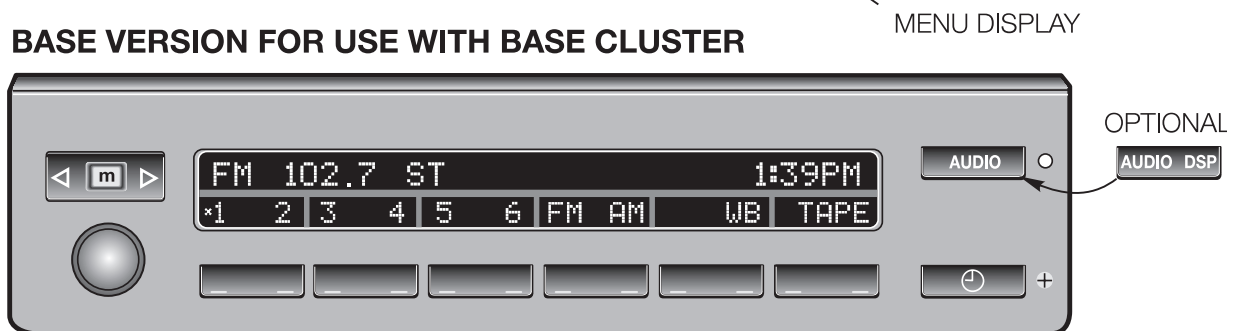 MENU DISPLAY
BASE VERSION FOR USE WITH BASE CLUSTER
OPTIONAL
m
FM 102.7 ST 1:39PM
AUDIO
AUDIO DSP
*1 2 3 4 5 6 FM AM WB TAPE